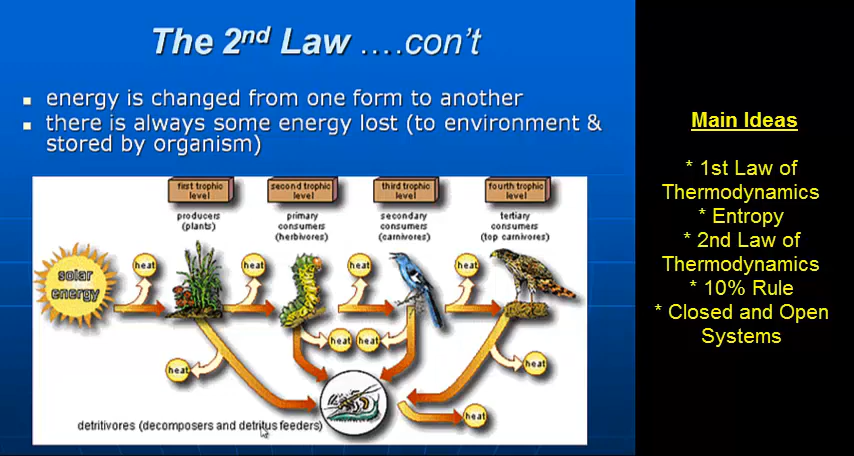 The 2nd Law ….con't
energy is changed from one form to another
there is always some energy lost (to environment &
stored by organism)
first trophic
level
second trophic
level
third trophic
level
fourth trophic
level
producers
(plants)
primary
consumers
(herbivores)
secondary
consumers
(carnivores)
tertiary
consumers
(top carnivores)
solar
energy
heat
heat
heat
heat
heat
heat
heat
heat
heat
detritivores (decomposers and detritus feeders)
Main Ideas
* 1st Law of
Thermodynamics
* Entropy
* 2nd Law of
Thermodynamics
* 10% Rule
* Closed and Open
Systems